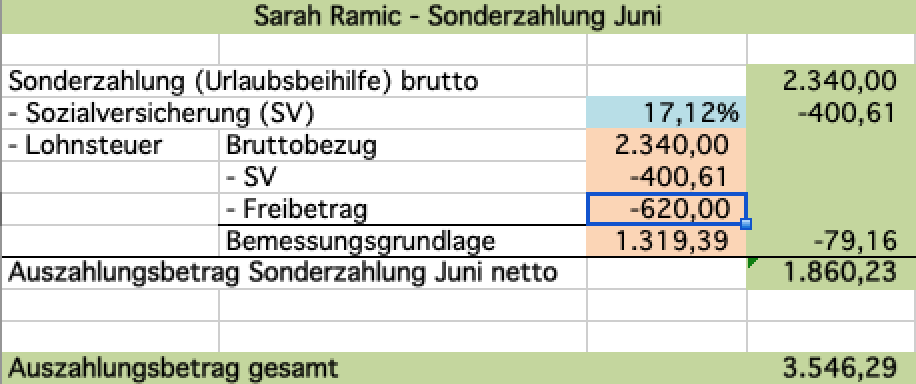 Sarah Ramic - Sonderzahlung Juni
Sonderzahlung (Urlaubsbeihilfe) brutto 2.340,00
- Sozialversicherung (SV) 17,12% -400,61
- Lohnsteuer Bruttobezug 2.340,00
- SV -400,61
- Freibetrag -620,00
Bemessungsgrundlage 1.319,39 -79,16
Auszahlungsbetrag Sonderzahlung Juni netto 1.860,23
Auszahlungsbetrag gesamt 3.546,29